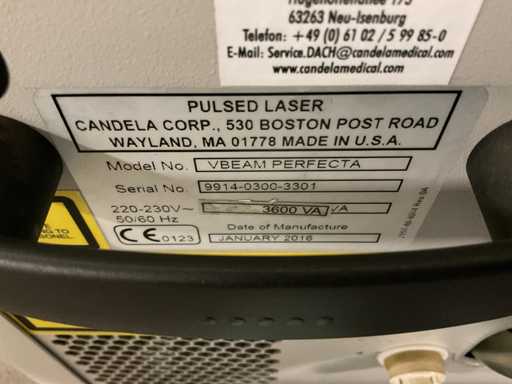 63263 Neu-Isenburg
Telefon: +49 (0) 61 02 / 5 99 85-0
E-Mail: Service.DACH@candelamedical.com
www.candelamedical.com
PULSED LASER
CANDELA CORP., 530 BOSTON POST ROAD
WAYLAND, MA 01778 MADE IN U.S.A.
Model No. VBEAM PERFECTA
Serial No. 9914-0300-3301
220-230V~ 3600 VA VA
50/60 Hz
CE 0123
Date of Manufacture
JANUARY 2016